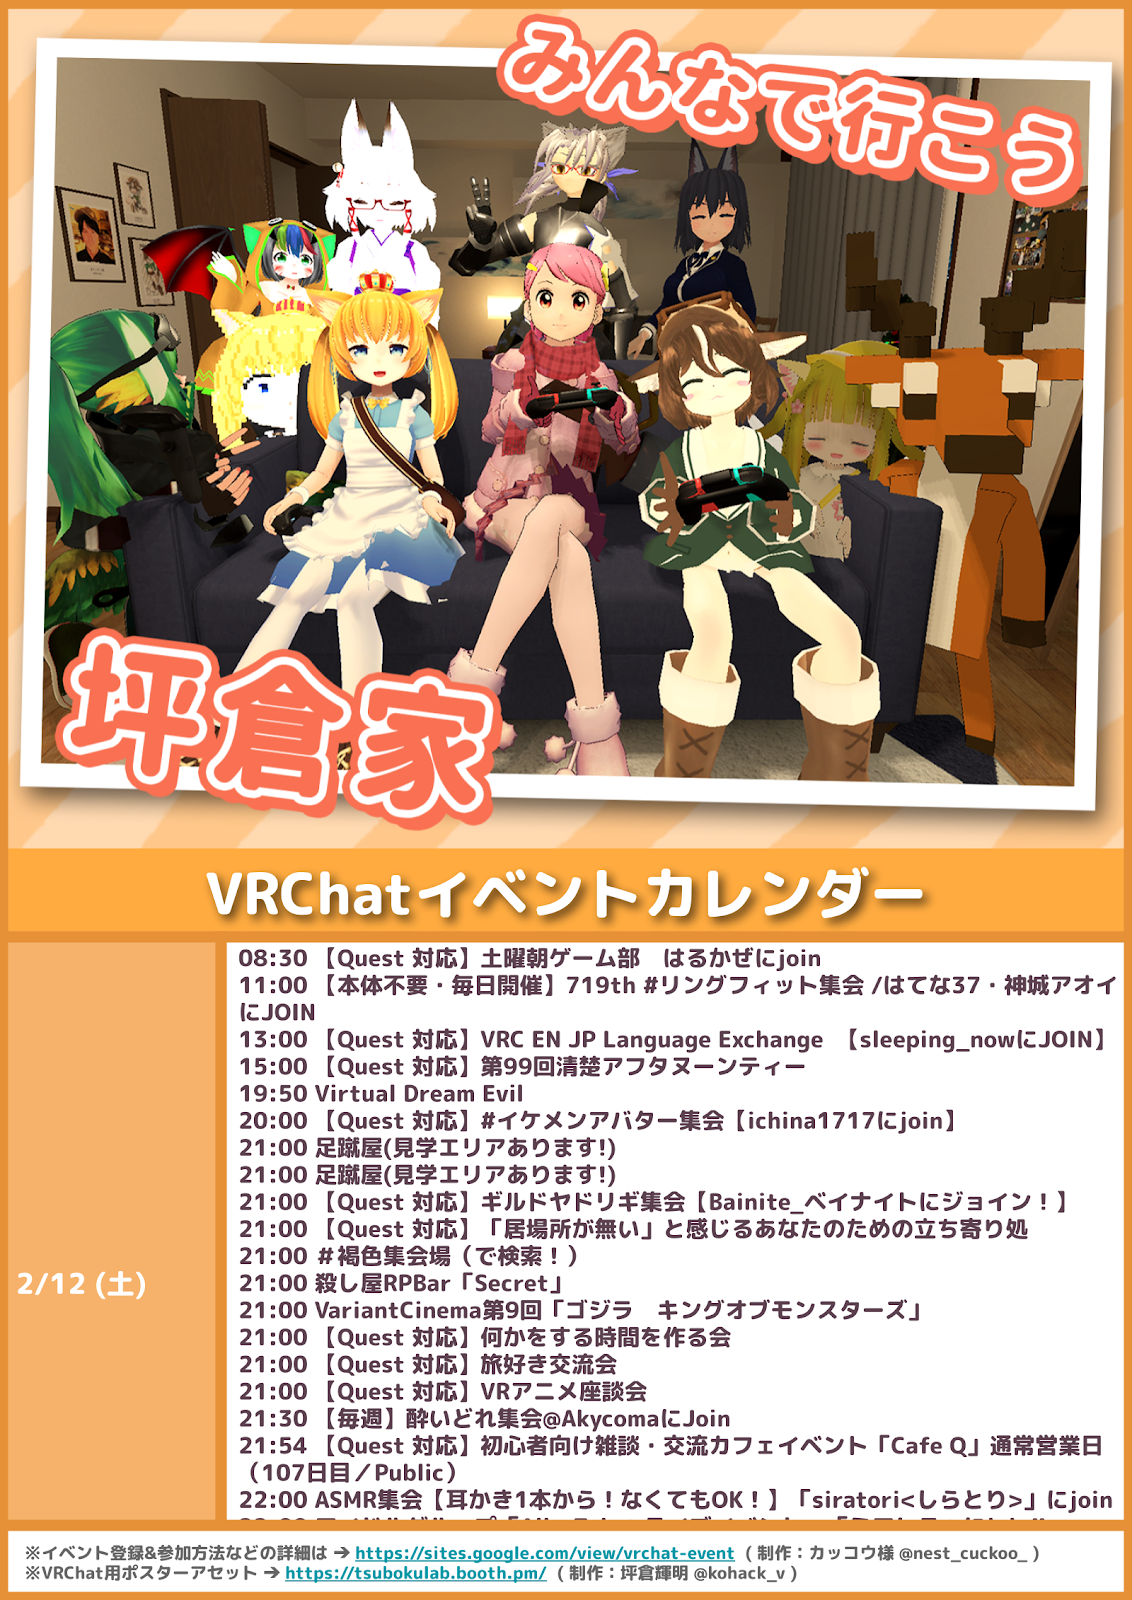 みんなで行こう
坪倉家
VRChatイベントカレンダー
2/12 (土)
08:30 【Quest 対応】土曜朝ゲーム部　はるかぜにjoin
11:00 【本体不要・毎日開催】719th #リングフィット集会 /はてな37・神城アオイ
にJOIN
13:00 【Quest 対応】VRC EN JP Language Exchange 【sleeping_nowにJOIN】
15:00 【Quest 対応】第99回清楚アフタヌーンティー
19:50 Virtual Dream Evil
20:00 【Quest 対応】#イケメンアバター集会【ichina1717にjoin】
21:00 足蹴屋(見学エリアあります!)
21:00 足蹴屋(見学エリアあります!)
21:00 【Quest 対応】ギルドヤドリギ集会【Bainite_ベイナイトにジョイン！】
21:00 【Quest 対応】「居場所が無い」と感じるあなたのための立ち寄り処
21:00 ＃褐色集会場（で検索！）
21:00 殺し屋RPBar「Secret」
21:00 VariantCinema第9回「ゴジラ　キングオブモンスターズ」
21:00 【Quest 対応】何かをする時間を作る会
21:00 【Quest 対応】旅好き交流会
21:00 【Quest 対応】VRアニメ座談会
21:30 【毎週】酔いどれ集会@AkycomaにJoin
21:54 【Quest 対応】初心者向け雑談・交流カフェイベント「Cafe Q」通常営業日
（107日目／Public）
22:00 ASMR集会【耳かき1本から！なくてもOK！】「siratori<しらとり>」にjoin
※イベント登録&参加方法などの詳細は ➔ https://sites.google.com/view/vrchat-event ( 制作：カッコウ様 @nest_cuckoo_ )
※VRChat用ポスターアセット ➔ https://tsubokulab.booth.pm/ ( 制作：坪倉輝明 @kohack_v )